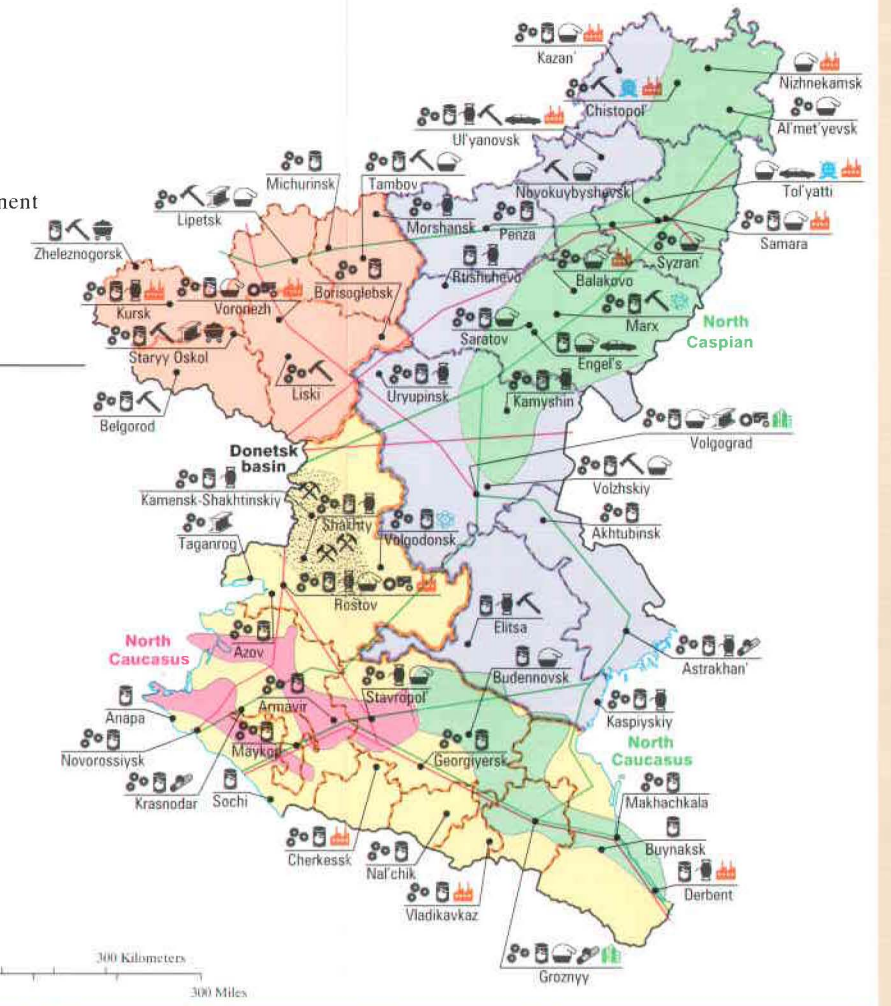 Kazan'
Nizhnekamsk
Chistopol'
Al'met'yevsk
Ul'yanovsk
Michurinsk
Tambov
Novokuybyshevsk
Tol'yatti
nent
Lipetsk
Morshansk
Penza
Samara
Zheleznogorsk
Syzran'
Rtishchevo
Balakovo
Borisoglebsk
Kursk
Voronezh
Marx
North
Caspian
Saratov
Staryy Oskol
Engel's
Liski
Uryupinsk
Kamyshin
Belgorod
Volgograd
Donetsk
basin
Volzhskiy
Kamensk-Shakhtinskiy
Shakhty
Akhtubinsk
Volgodonsk
Taganrog
Rostov
Elitsa
North
Caucasus
Azov
Astrakhan'
Budennovsk
Stavropol'
Armavir
Anapa
Kaspiyskiy
Maykop
Georgiyersk
Novorossiysk
North
Caucasus
Krasnodar
Sochi
Makhachkala
Buynaksk
Cherkessk
Nal'chik
Derbent
Vladikavkaz
Groznyy
300 Kilometers
300 Miles